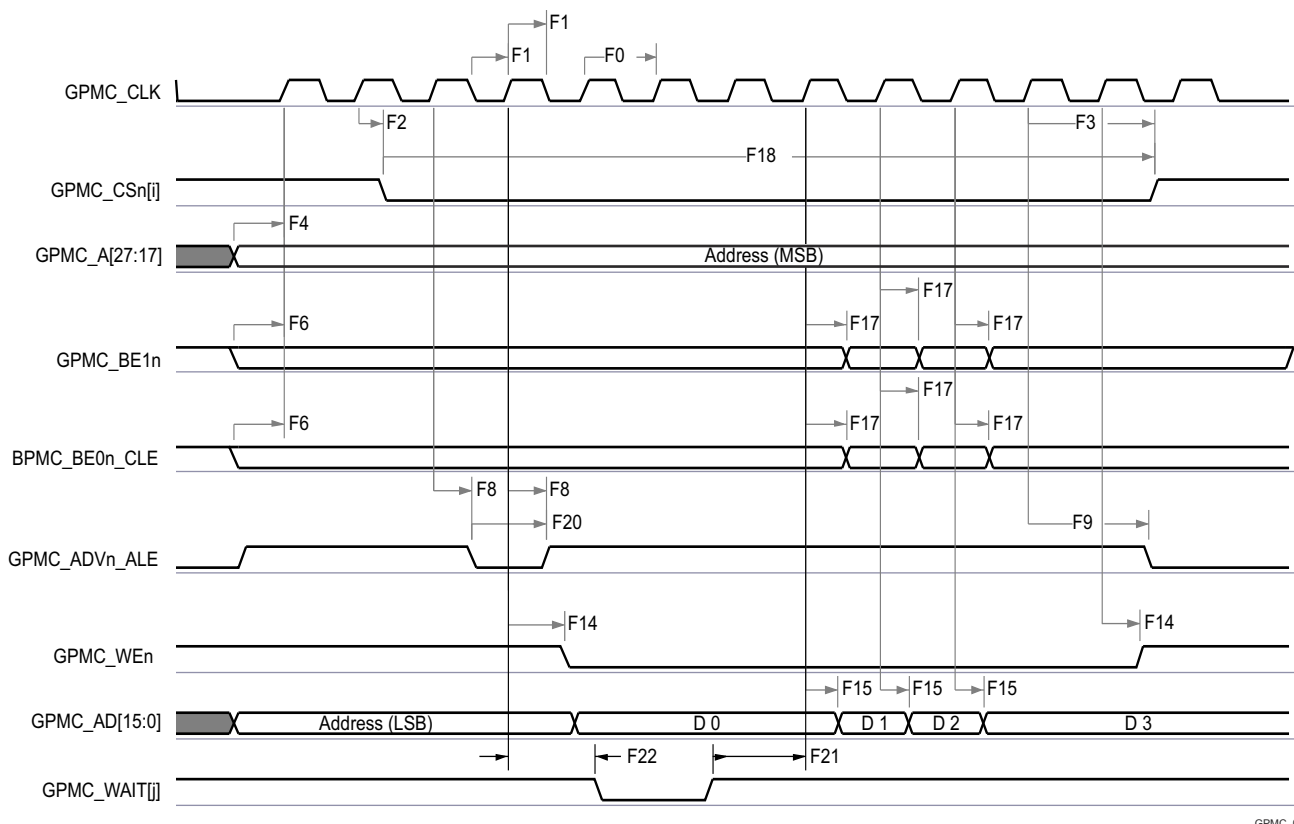 F1
F1
F0
GPMC_CLK
F2
F3
F18
GPMC_CSn[i]
F4
GPMC_A[27:17]
Address (MSB)
F17
F6
F17
F17
GPMC_BE1n
F17
F6
F17
F17
BPMC_BE0n_CLE
F8
F8
F20
F9
GPMC_ADVn_ALE
F14
F14
GPMC_WEn
F15
F15
F15
GPMC_AD[15:0]
Address (LSB)
D 0
D 1
D 2
D 3
F22
F21
GPMC_WAIT[j]